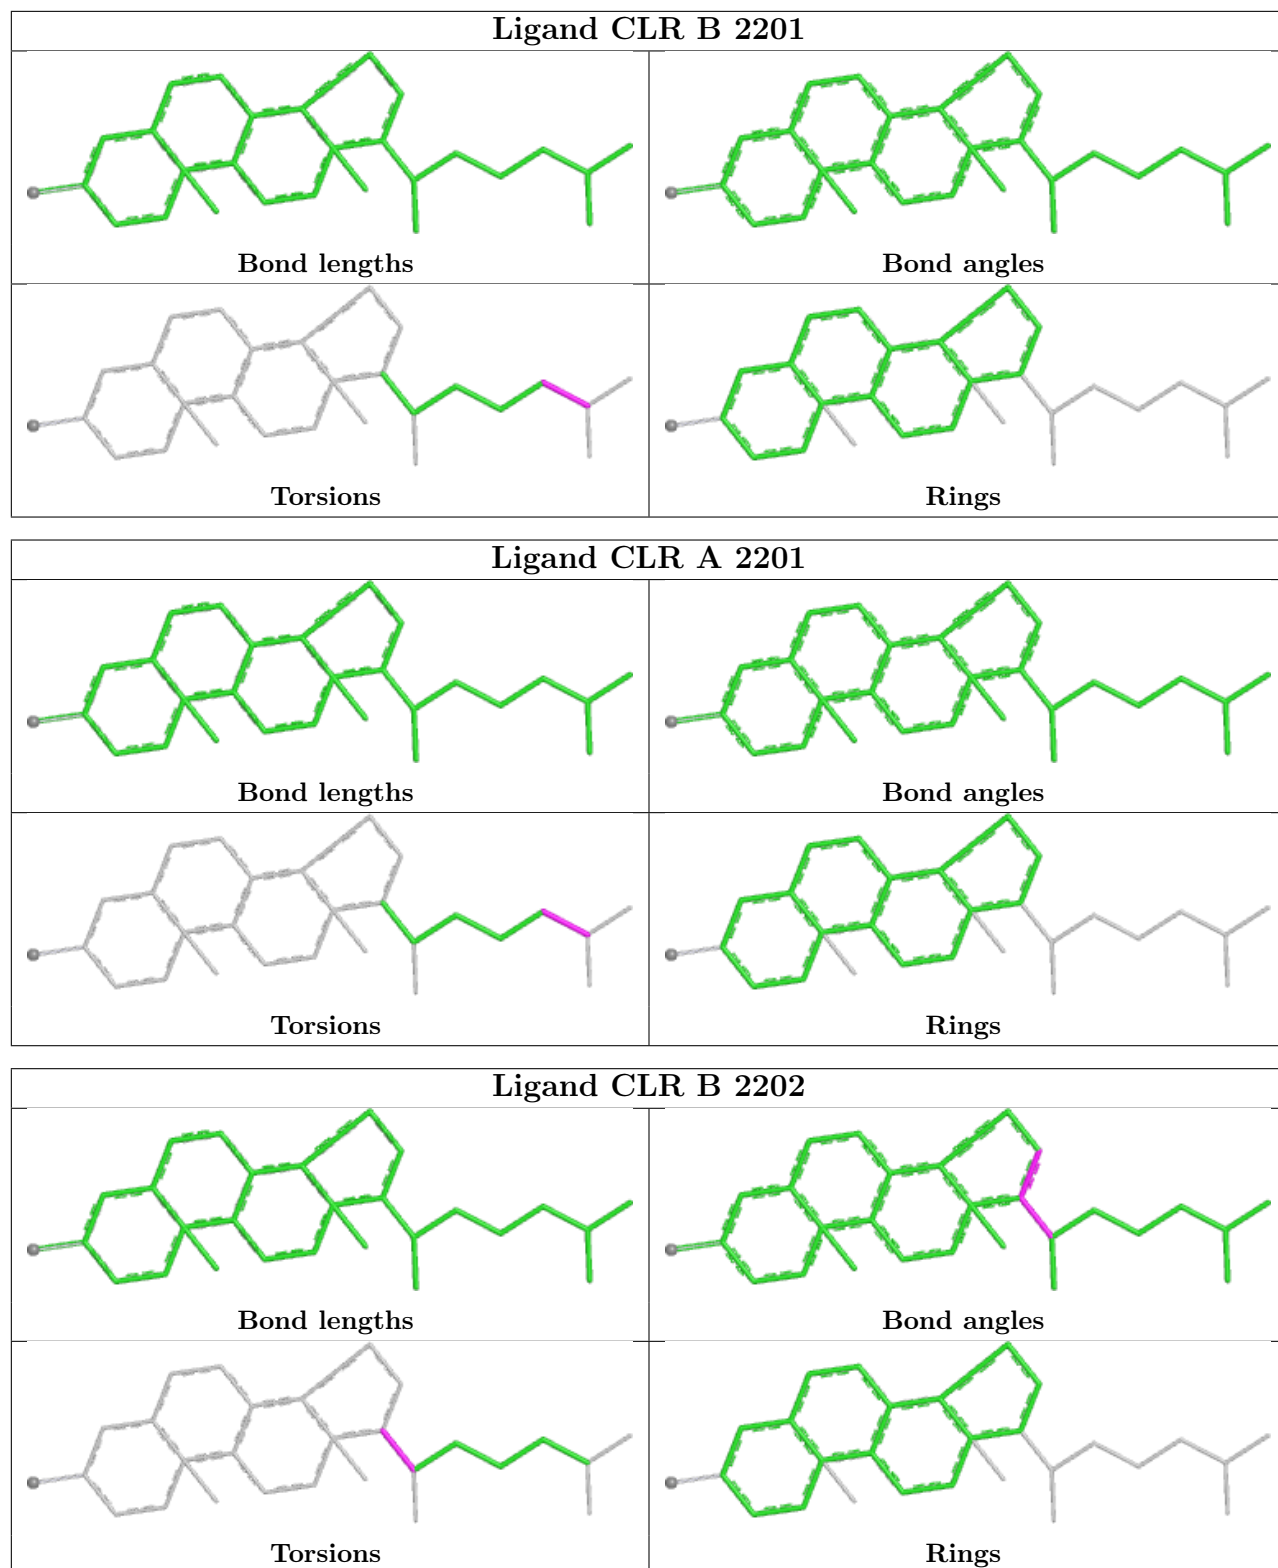 Ligand CLR B 2201
Bond lengths
Bond angles
Torsions
Rings
Ligand CLR A 2201
Bond lengths
Bond angles
Torsions
Rings
Ligand CLR B 2202
Bond lengths
Bond angles
Torsions
Rings